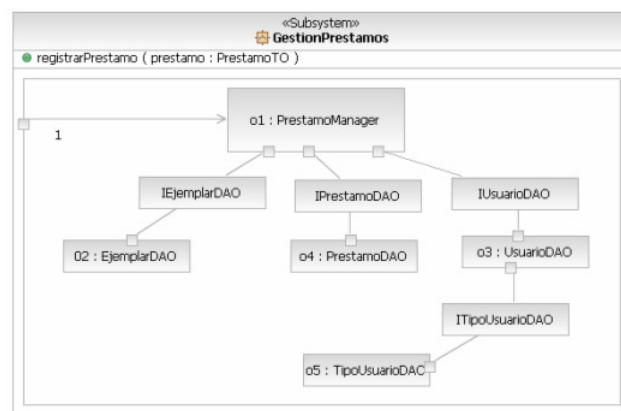 «Subsystem»
GestionPrestamos
registrarPrestamo ( prestamo : PrestamoTO )
o1 : PrestamoManager
1
IEjemplarDAO
IPrestamoDAO
IUsuarioDAO
02 : EjemplarDAO
o4 : PrestamoDAO
o3 : UsuarioDAO
ITipoUsuarioDAO
o5 : TipoUsuarioDAO